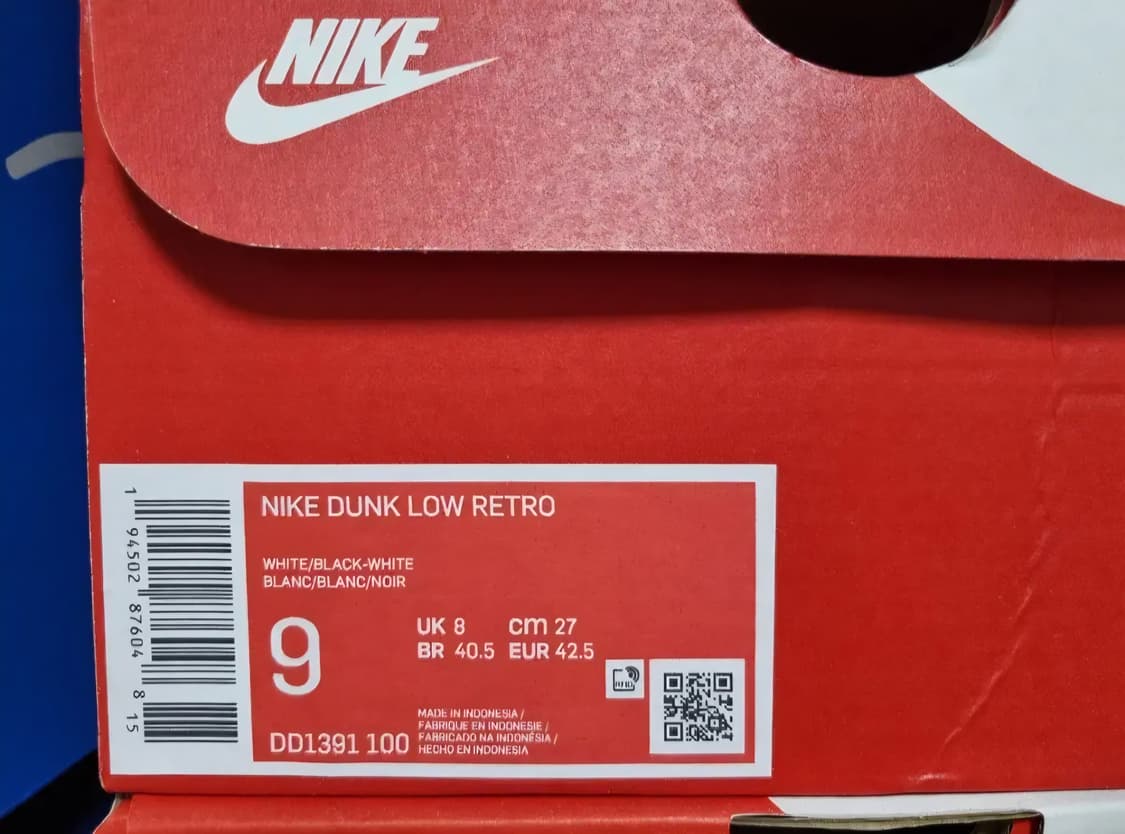 NIKE
NIKE DUNK LOW RETRO
WHITE/BLACK-WHITE
BLANC/BLANC/NOIR
9
UK 8 cm 27
BR 40.5 EUR 42.5
RFID
DD1391 100
MADE IN INDONESIA /
FABRIQUE EN INDONESIE /
FABRICADO NA INDONÉSIA /
HECHO EN INDONESIA
1 94502 87604 8 15